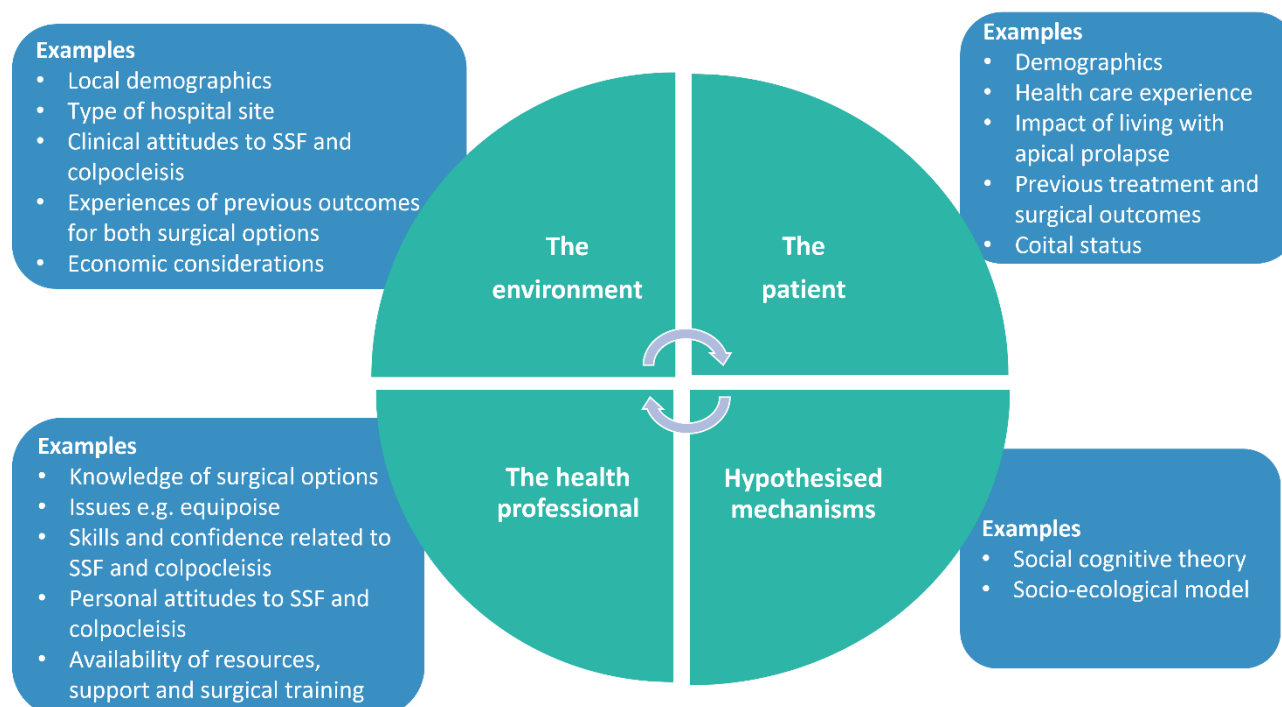 Examples
• Local demographics
• Type of hospital site
• Clinical attitudes to SSF and
colpocleisis
• Experiences of previous outcomes
for both surgical options
• Economic considerations
The
environment
The
patient
Examples
• Demographics
• Health care experience
• Impact of living with
apical prolapse
• Previous treatment and
surgical outcomes
• Coital status
Examples
• Knowledge of surgical options
• Issues e.g. equipoise
• Skills and confidence related to
SSF and colpocleisis
• Personal attitudes to SSF and
colpocleisis
• Availability of resources,
support and surgical training
The health
professional
Hypothesised
mechanisms
Examples
• Social cognitive theory
• Socio-ecological model